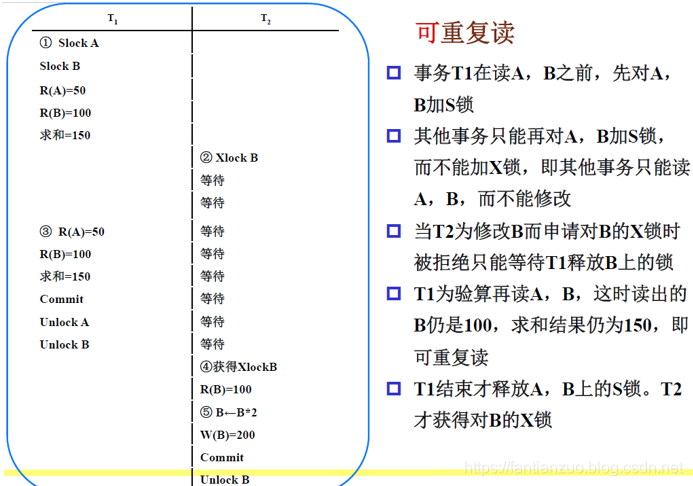 T1 T2
① Slock A
Slock B
R(A)=50
R(B)=100
求和=150
② Xlock B
等待
等待
③ R(A)=50 等待
R(B)=100 等待
求和=150 等待
Commit 等待
Unlock A 等待
Unlock B 等待
④获得XlockB
R(B)=100
⑤ B←B*2
W(B)=200
Commit
Unlock B
可重复读
事务T1在读A，B之前，先对A，
B加S锁
其他事务只能再对A，B加S锁，
而不能加X锁，即其他事务只能读
A，B，而不能修改
当T2为修改B而申请对B的X锁时
被拒绝只能等待T1释放B上的锁
T1为验算再读A，B，这时读出的
B仍是100，求和结果仍为150，即
可重复读
T1结束才释放A，B上的S锁。T2
才获得对B的X锁
https://lantianzuo.blog.csdn.net